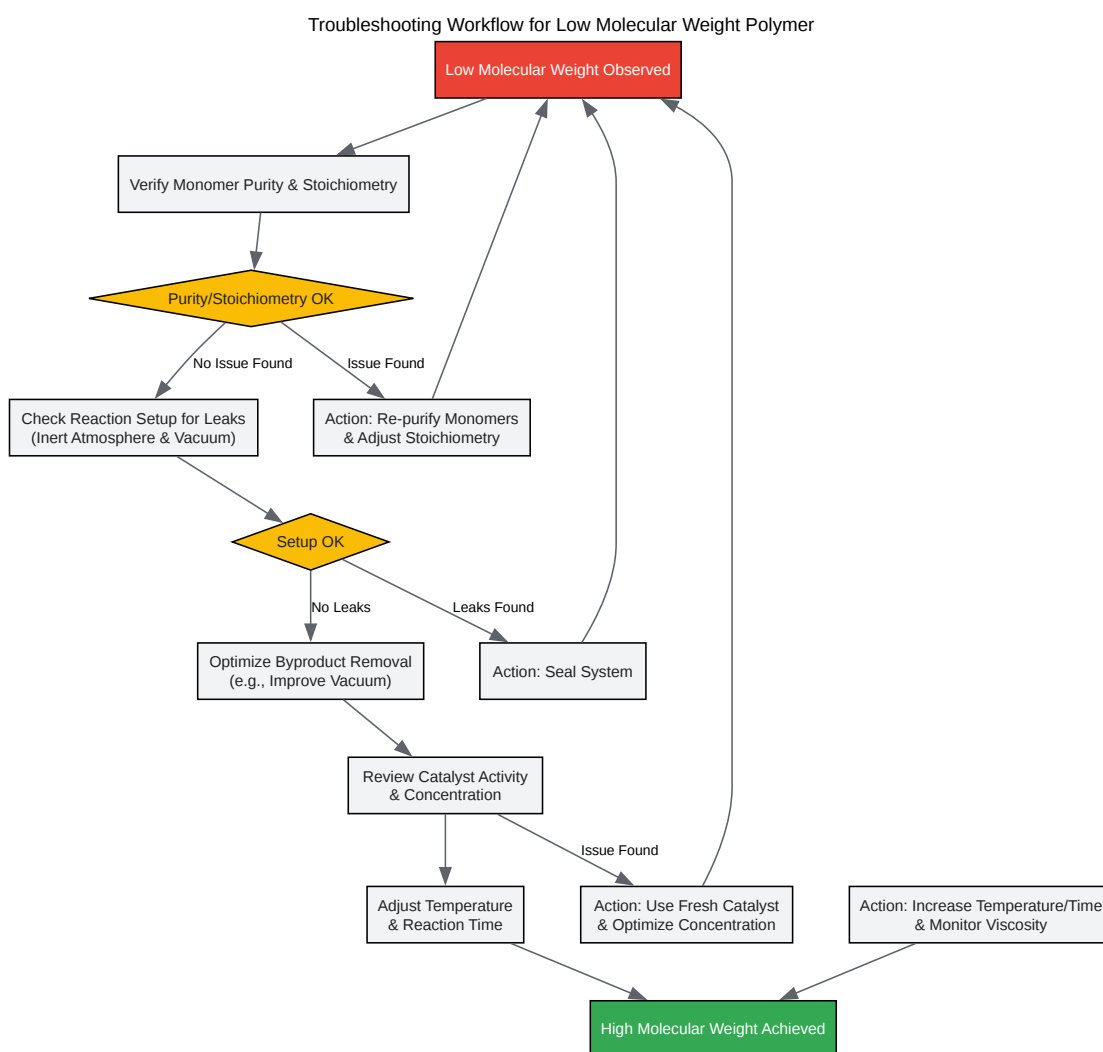 Troubleshooting Workflow for Low Molecular Weight Polymer
Low Molecular Weight Observed
Verify Monomer Purity & Stoichiometry
Purity/Stoichiometry OK
No Issue Found
Issue Found
Check Reaction Setup for Leaks
(Inert Atmosphere & Vacuum)
Action: Re-purify Monomers
& Adjust Stoichiometry
Setup OK
No Leaks
Leaks Found
Optimize Byproduct Removal
(e.g., Improve Vacuum)
Action: Seal System
Review Catalyst Activity
& Concentration
Issue Found
Adjust Temperature
& Reaction Time
Action: Use Fresh Catalyst
& Optimize Concentration
Action: Increase Temperature/Time
& Monitor Viscosity
High Molecular Weight Achieved